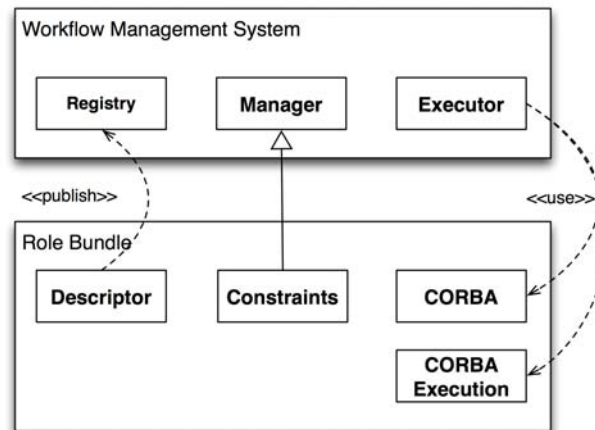 Workflow Management System
Registry
Manager
Executor
<<publish>>
<<use>>
Role Bundle
Descriptor
Constraints
CORBA
CORBA
Execution